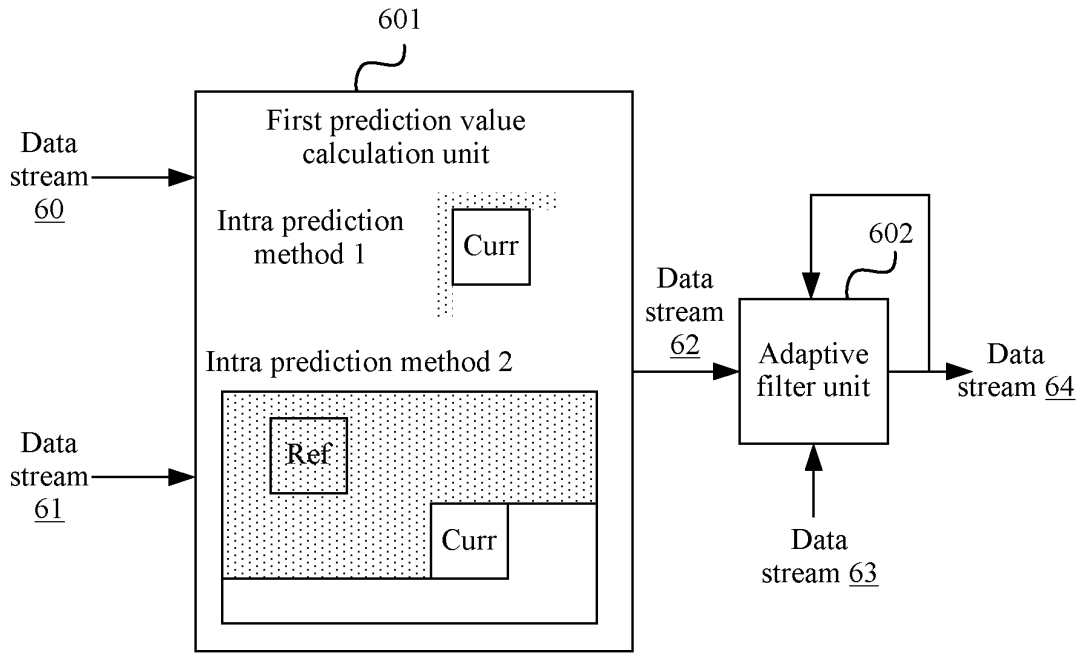 601
First prediction value
calculation unit
Data
stream
60
Intra prediction
method 1
Curr
602
Data
stream
62
Intra prediction method 2
Adaptive
filter unit
Data
stream 64
Data
stream
61
Ref
Curr
Data
stream 63